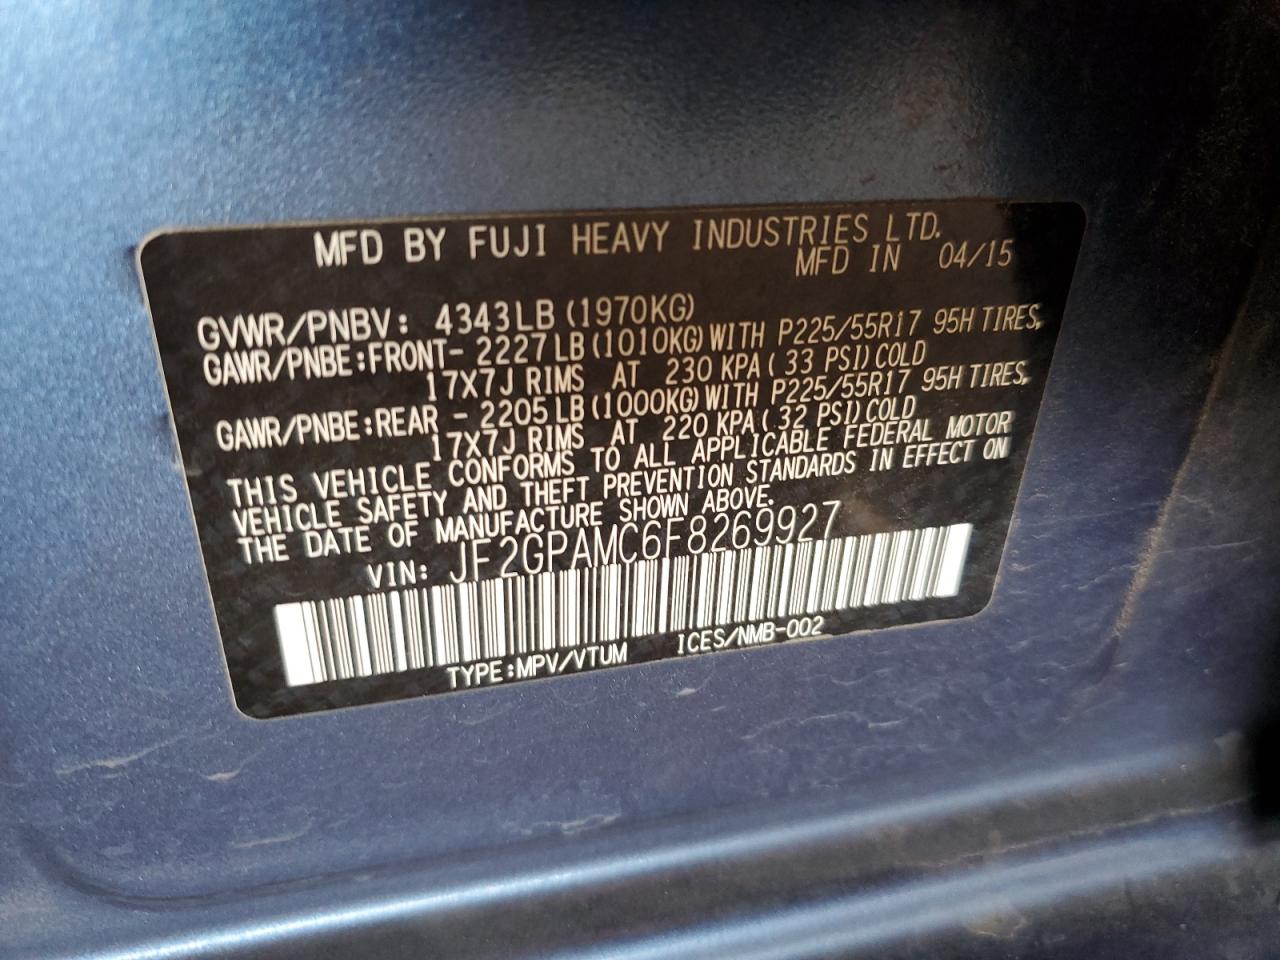 MFD BY FUJI HEAVY INDUSTRIES LTD.
MFD IN 04/15
GVWR/PNBV: 4343LB (1970KG)
GAWR/PNBE:FRONT- 2227LB(1010KG)WITH P225/55R17 95H TIRES,
17X7J RIMS AT 230 KPA( 33 PSI)COLD
GAWR/PNBE:REAR - 2205LB(1000KG)WITH P225/55R17 95H TIRES,
17X7J RIMS AT 220 KPA( 32 PSI)COLD
THIS VEHICLE CONFORMS TO ALL APPLICABLE FEDERAL MOTOR
VEHICLE SAFETY AND THEFT PREVENTION STANDARDS IN EFFECT ON
THE DATE OF MANUFACTURE SHOWN ABOVE.
VIN: JF2GPAMC6F8269927
TYPE:MPV/VTUM ICES/NMB-002